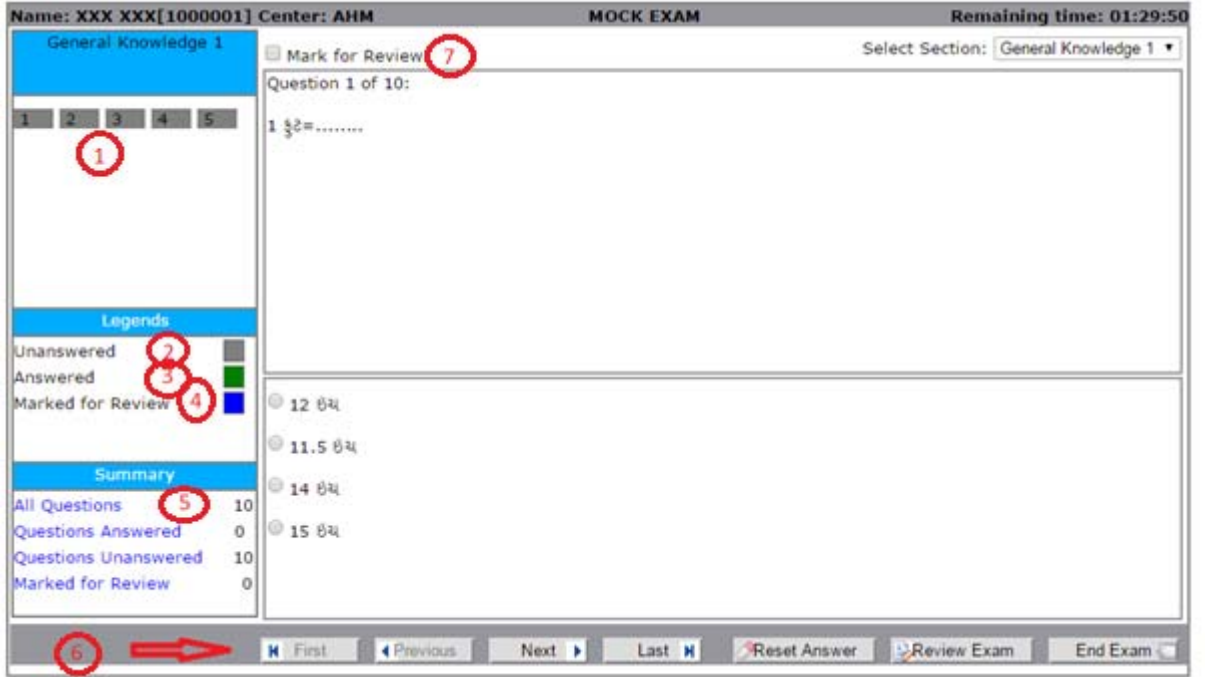 Name: XXX XXX[1000001] Center: AHM MOCK EXAM Remaining time: 01:29:50
General Knowledge 1
1 2 3 4 5
1
Legends
Unanswered 2
Answered 3
Marked for Review 4
Summary
All Questions 5 10
Questions Answered 0
Questions Unanswered 10
Marked for Review 0
Mark for Review 7 Select Section: General Knowledge 1
Question 1 of 10:
1 ફુટ=........
12 ઇંચ
11.5 ઇંચ
14 ઇંચ
15 ઇંચ
6 First Previous Next Last Reset Answer Review Exam End Exam